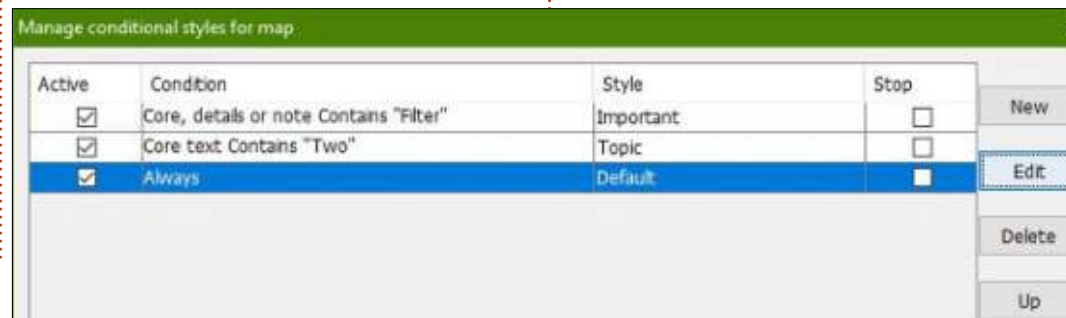 Manage conditional styles for map
Active Condition Style Stop
Core, details or note Contains "Filter" Important
Core text Contains "Two" Topic
Always Default
New
Edit
Delete
Up